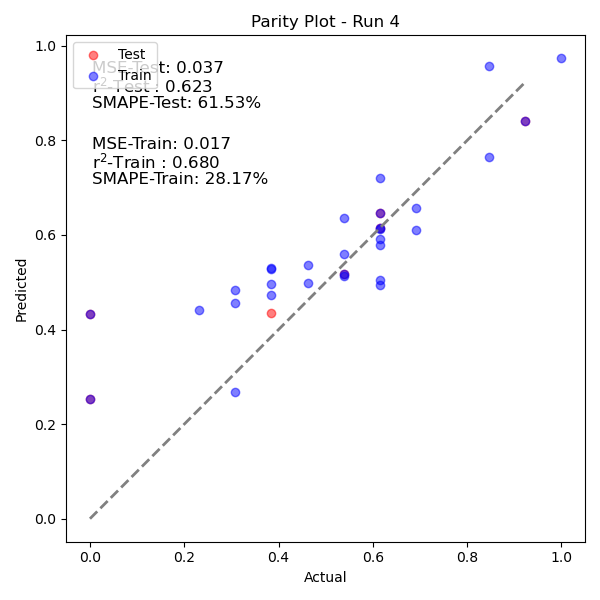 Parity Plot - Run 4
Test
Train
MSE-Test: 0.037
r²-Test : 0.623
SMAPE-Test: 61.53%
MSE-Train: 0.017
r²-Train : 0.680
SMAPE-Train: 28.17%
1.0
0.8
0.6
0.4
0.2
0.0
Predicted
0.0 0.2 0.4 0.6 0.8 1.0
Actual